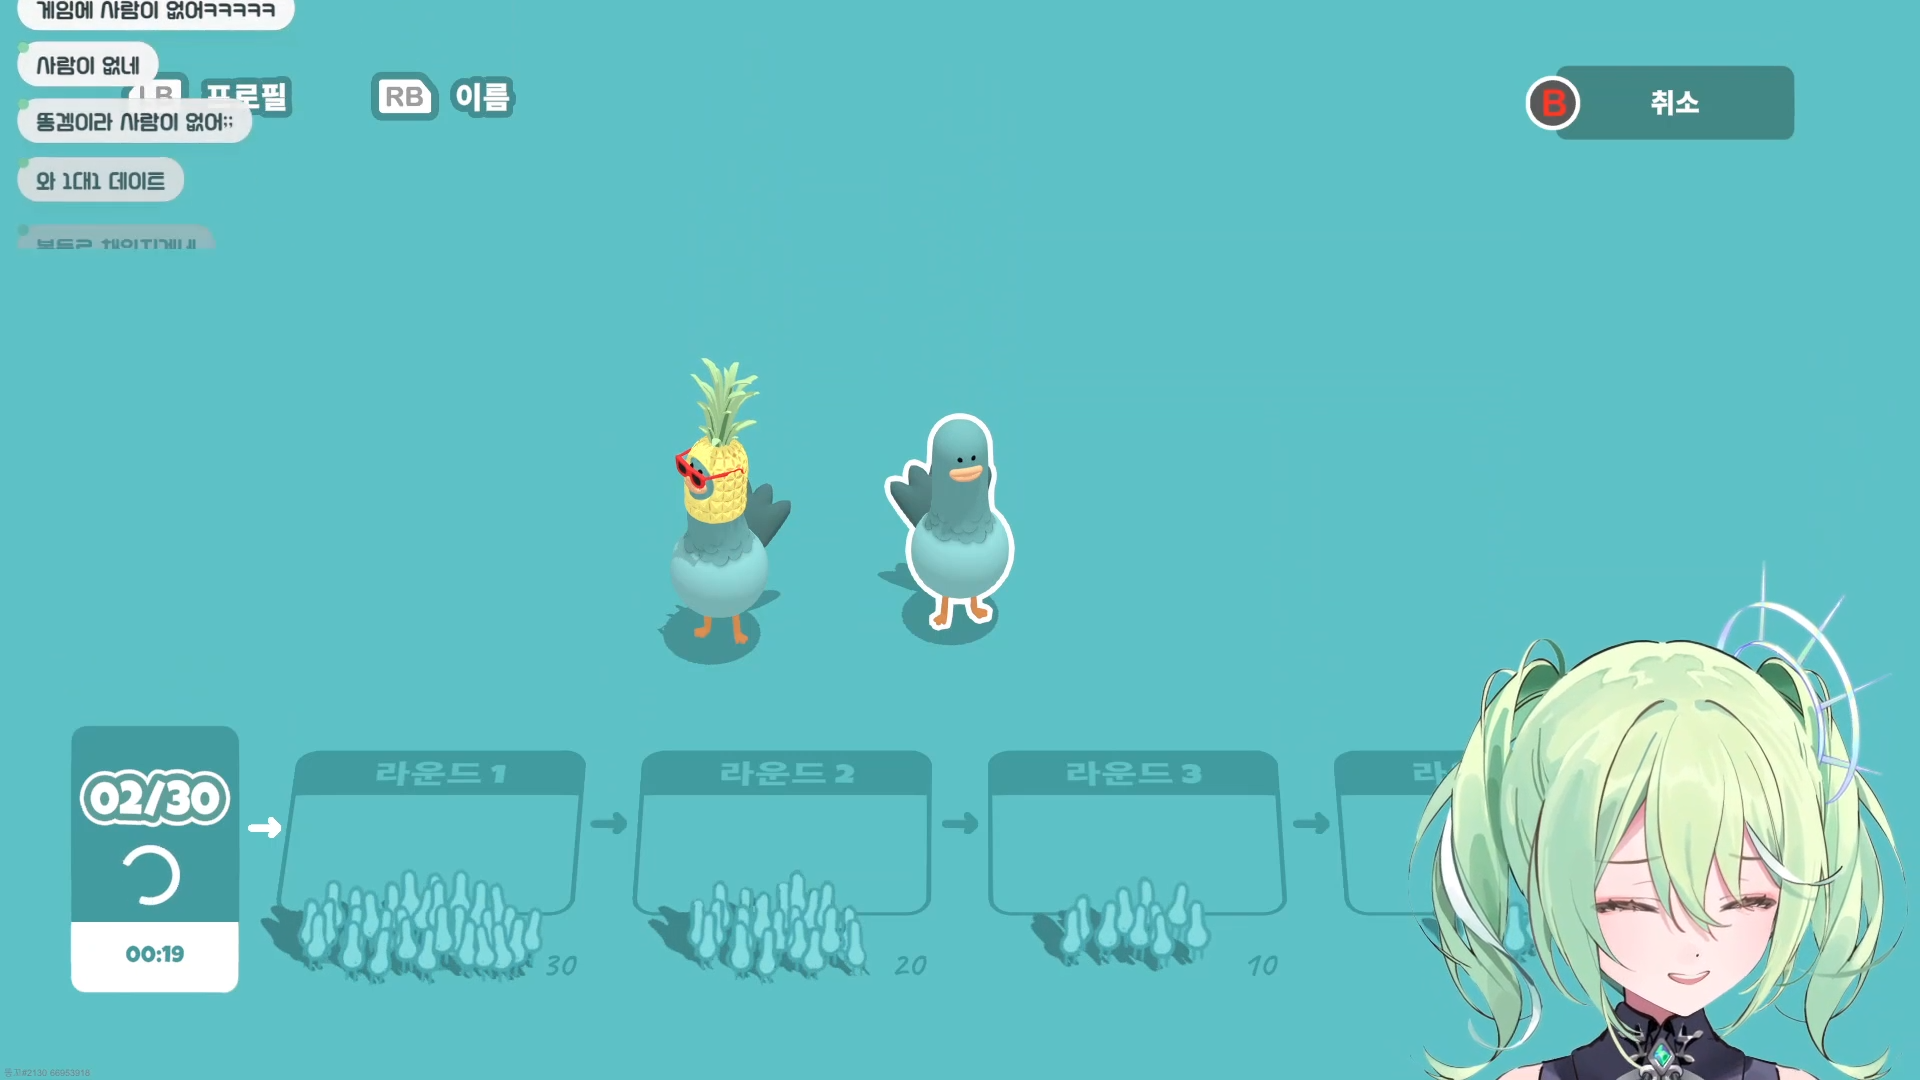 게임에 사람이 없어ㅋㅋㅋㅋㅋ
사람이 없네
LB 프로필
RB 이름
B 취소
똥겜이라 사람이 없어;;
와 1대1 데이트
02/30
00:19
라운드 1
30
라운드 2
20
라운드 3
10